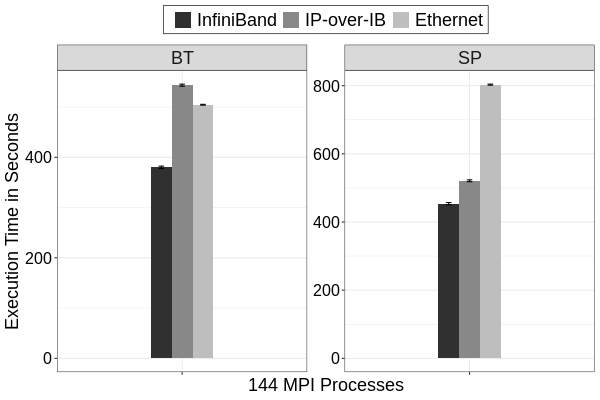 InfiniBand IP-over-IB Ethernet
BT
SP
Execution Time in Seconds
400
200
0
800
600
400
200
0
144 MPI Processes